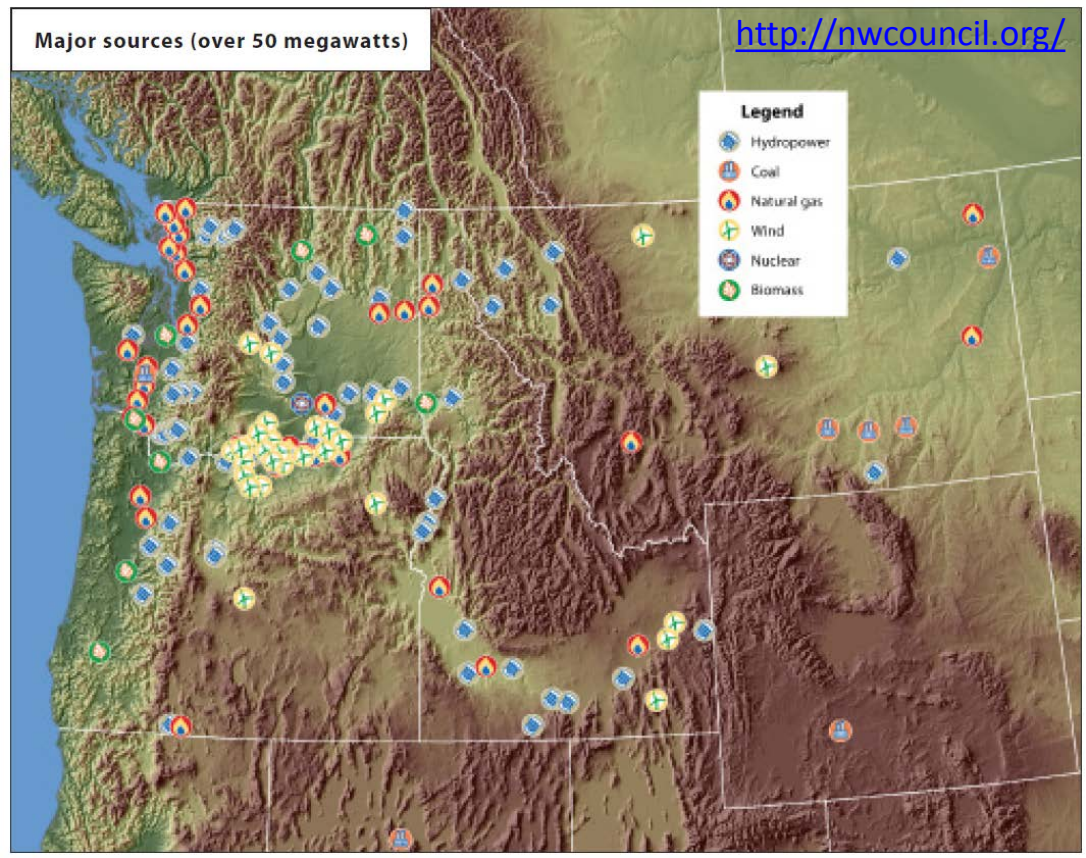 Major sources (over 50 megawatts)
http://nwcouncil.org/
Legend
Hydropower
Coal
Natural gas
Wind
Nuclear
Biomass